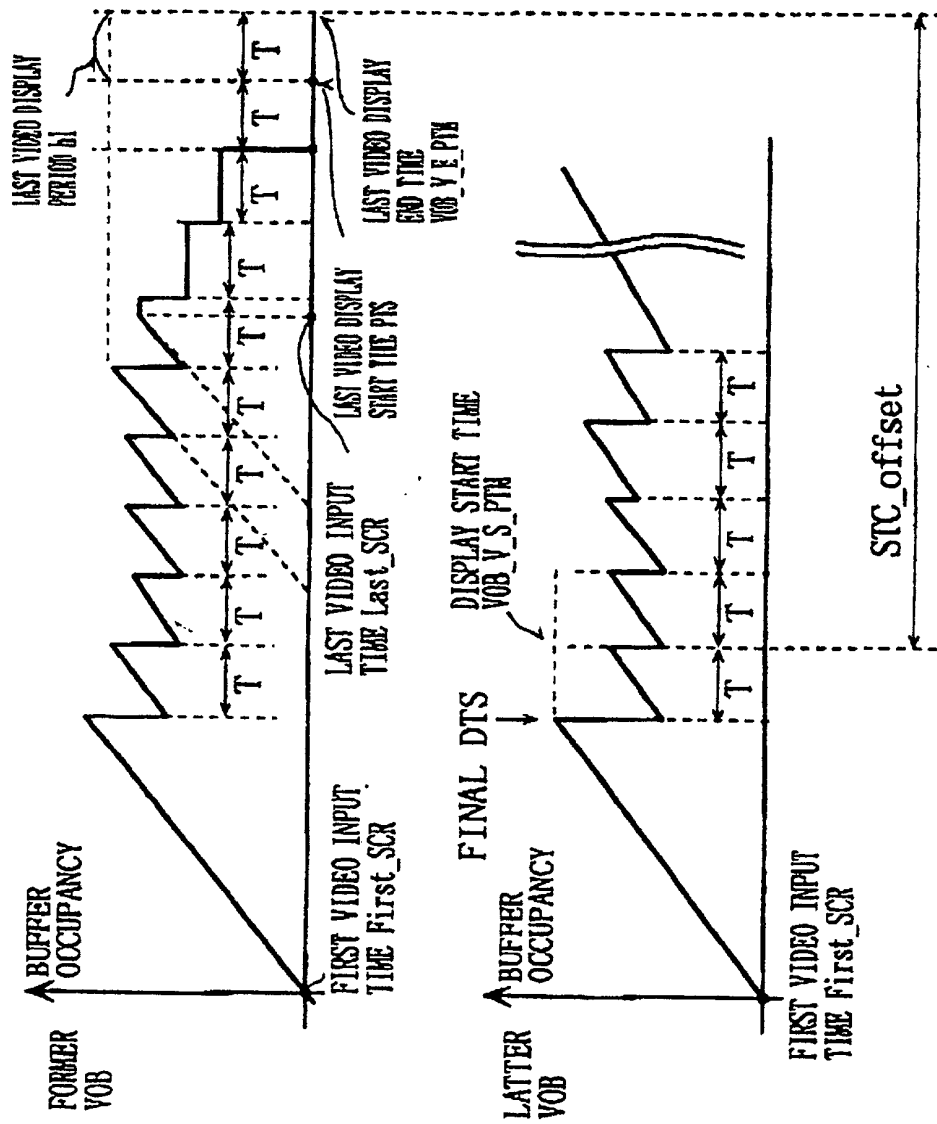 FORMER
VOB
BUFFER
OCCUPANCY
LAST VIDEO DISPLAY
PERIOD h1
T
T
T
T
T
T
T
T
T
T
FIRST VIDEO INPUT
TIME First_SCR
LAST VIDEO INPUT
TIME Last_SCR
LAST VIDEO DISPLAY
START TIME PTS
LAST VIDEO DISPLAY
END TIME
VOB_V_E_PTM
LATTER
VOB
BUFFER
OCCUPANCY
FINAL DTS
DISPLAY START TIME
VOB_V_S_PTM
T
T
T
T
T
FIRST VIDEO INPUT
TIME First_SCR
STC_offset